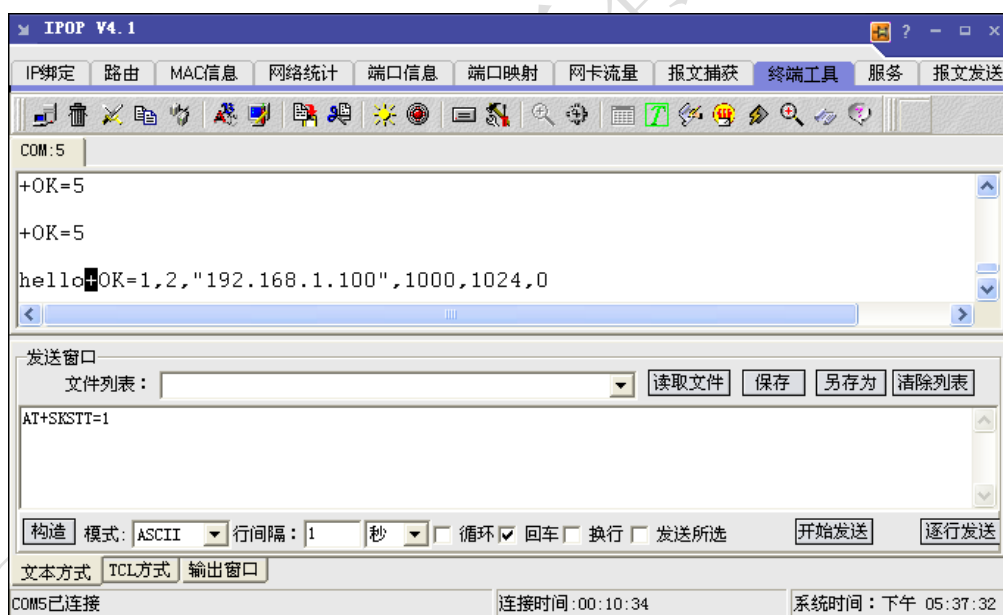 IPOP V4.1
IP绑定 路由 MAC信息 网络统计 端口信息 端口映射 网卡流量 报文捕获 终端工具 服务 报文发送
COM:5
+OK=5
+OK=5
hello+OK=1,2,"192.168.1.100",1000,1024,0
发送窗口
文件列表： 读取文件 保存 另存为 清除列表
AT+SKSTT=1
构造 模式: ASCII 行间隔：1 秒 循环 回车 换行 发送所选 开始发送 逐行发送
文本方式 TCL方式 输出窗口
COM5已连接 连接时间:00:10:34 系统时间：下午 05:37:32